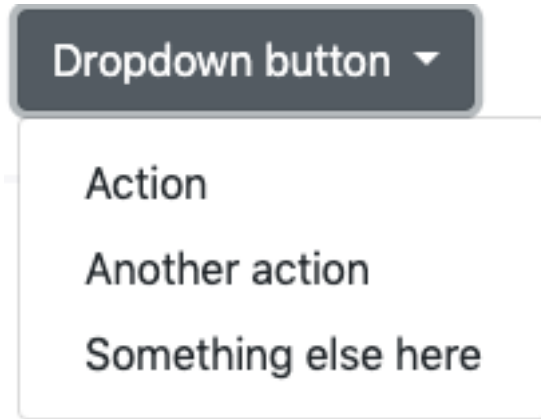 Dropdown button
Action
Another action
Something else here